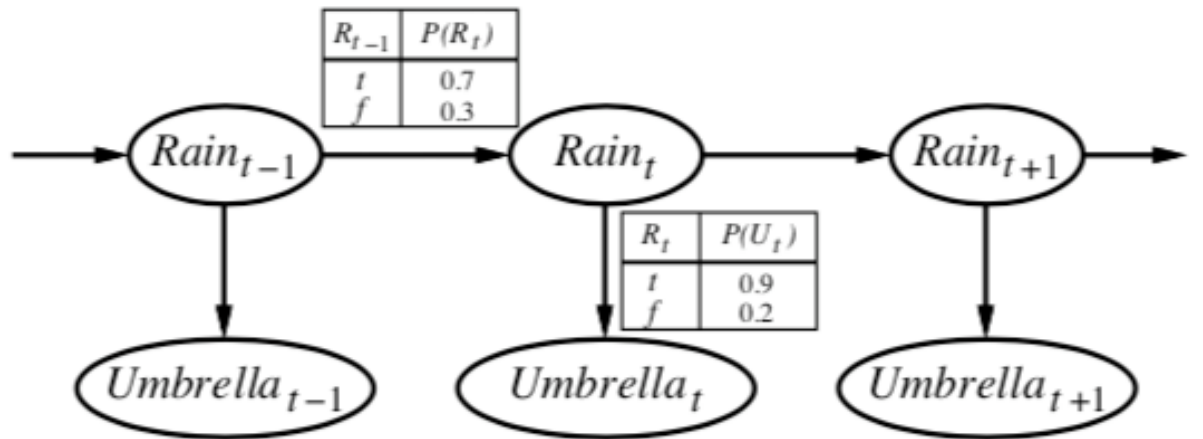 R_{t-1} P(R_t)
t 0.7
f 0.3
Rain_{t-1} Rain_t Rain_{t+1}
R_t P(U_t)
t 0.9
f 0.2
Umbrella_{t-1} Umbrella_t Umbrella_{t+1}